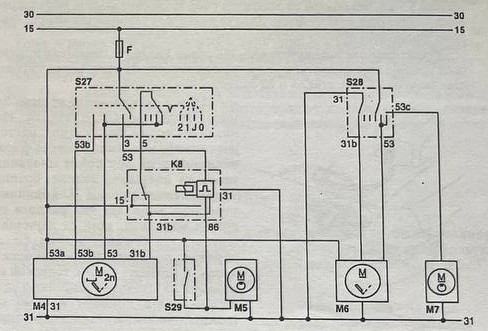 30 30
15 15
F
S27 S28
31
53c
2 1 J 0
53b 3 5 31b 53
53
K8
31
15
31b 86
53a 53b 53 31b
M M M M
2n
S29 M5 M6 M7
M4 31
31 31